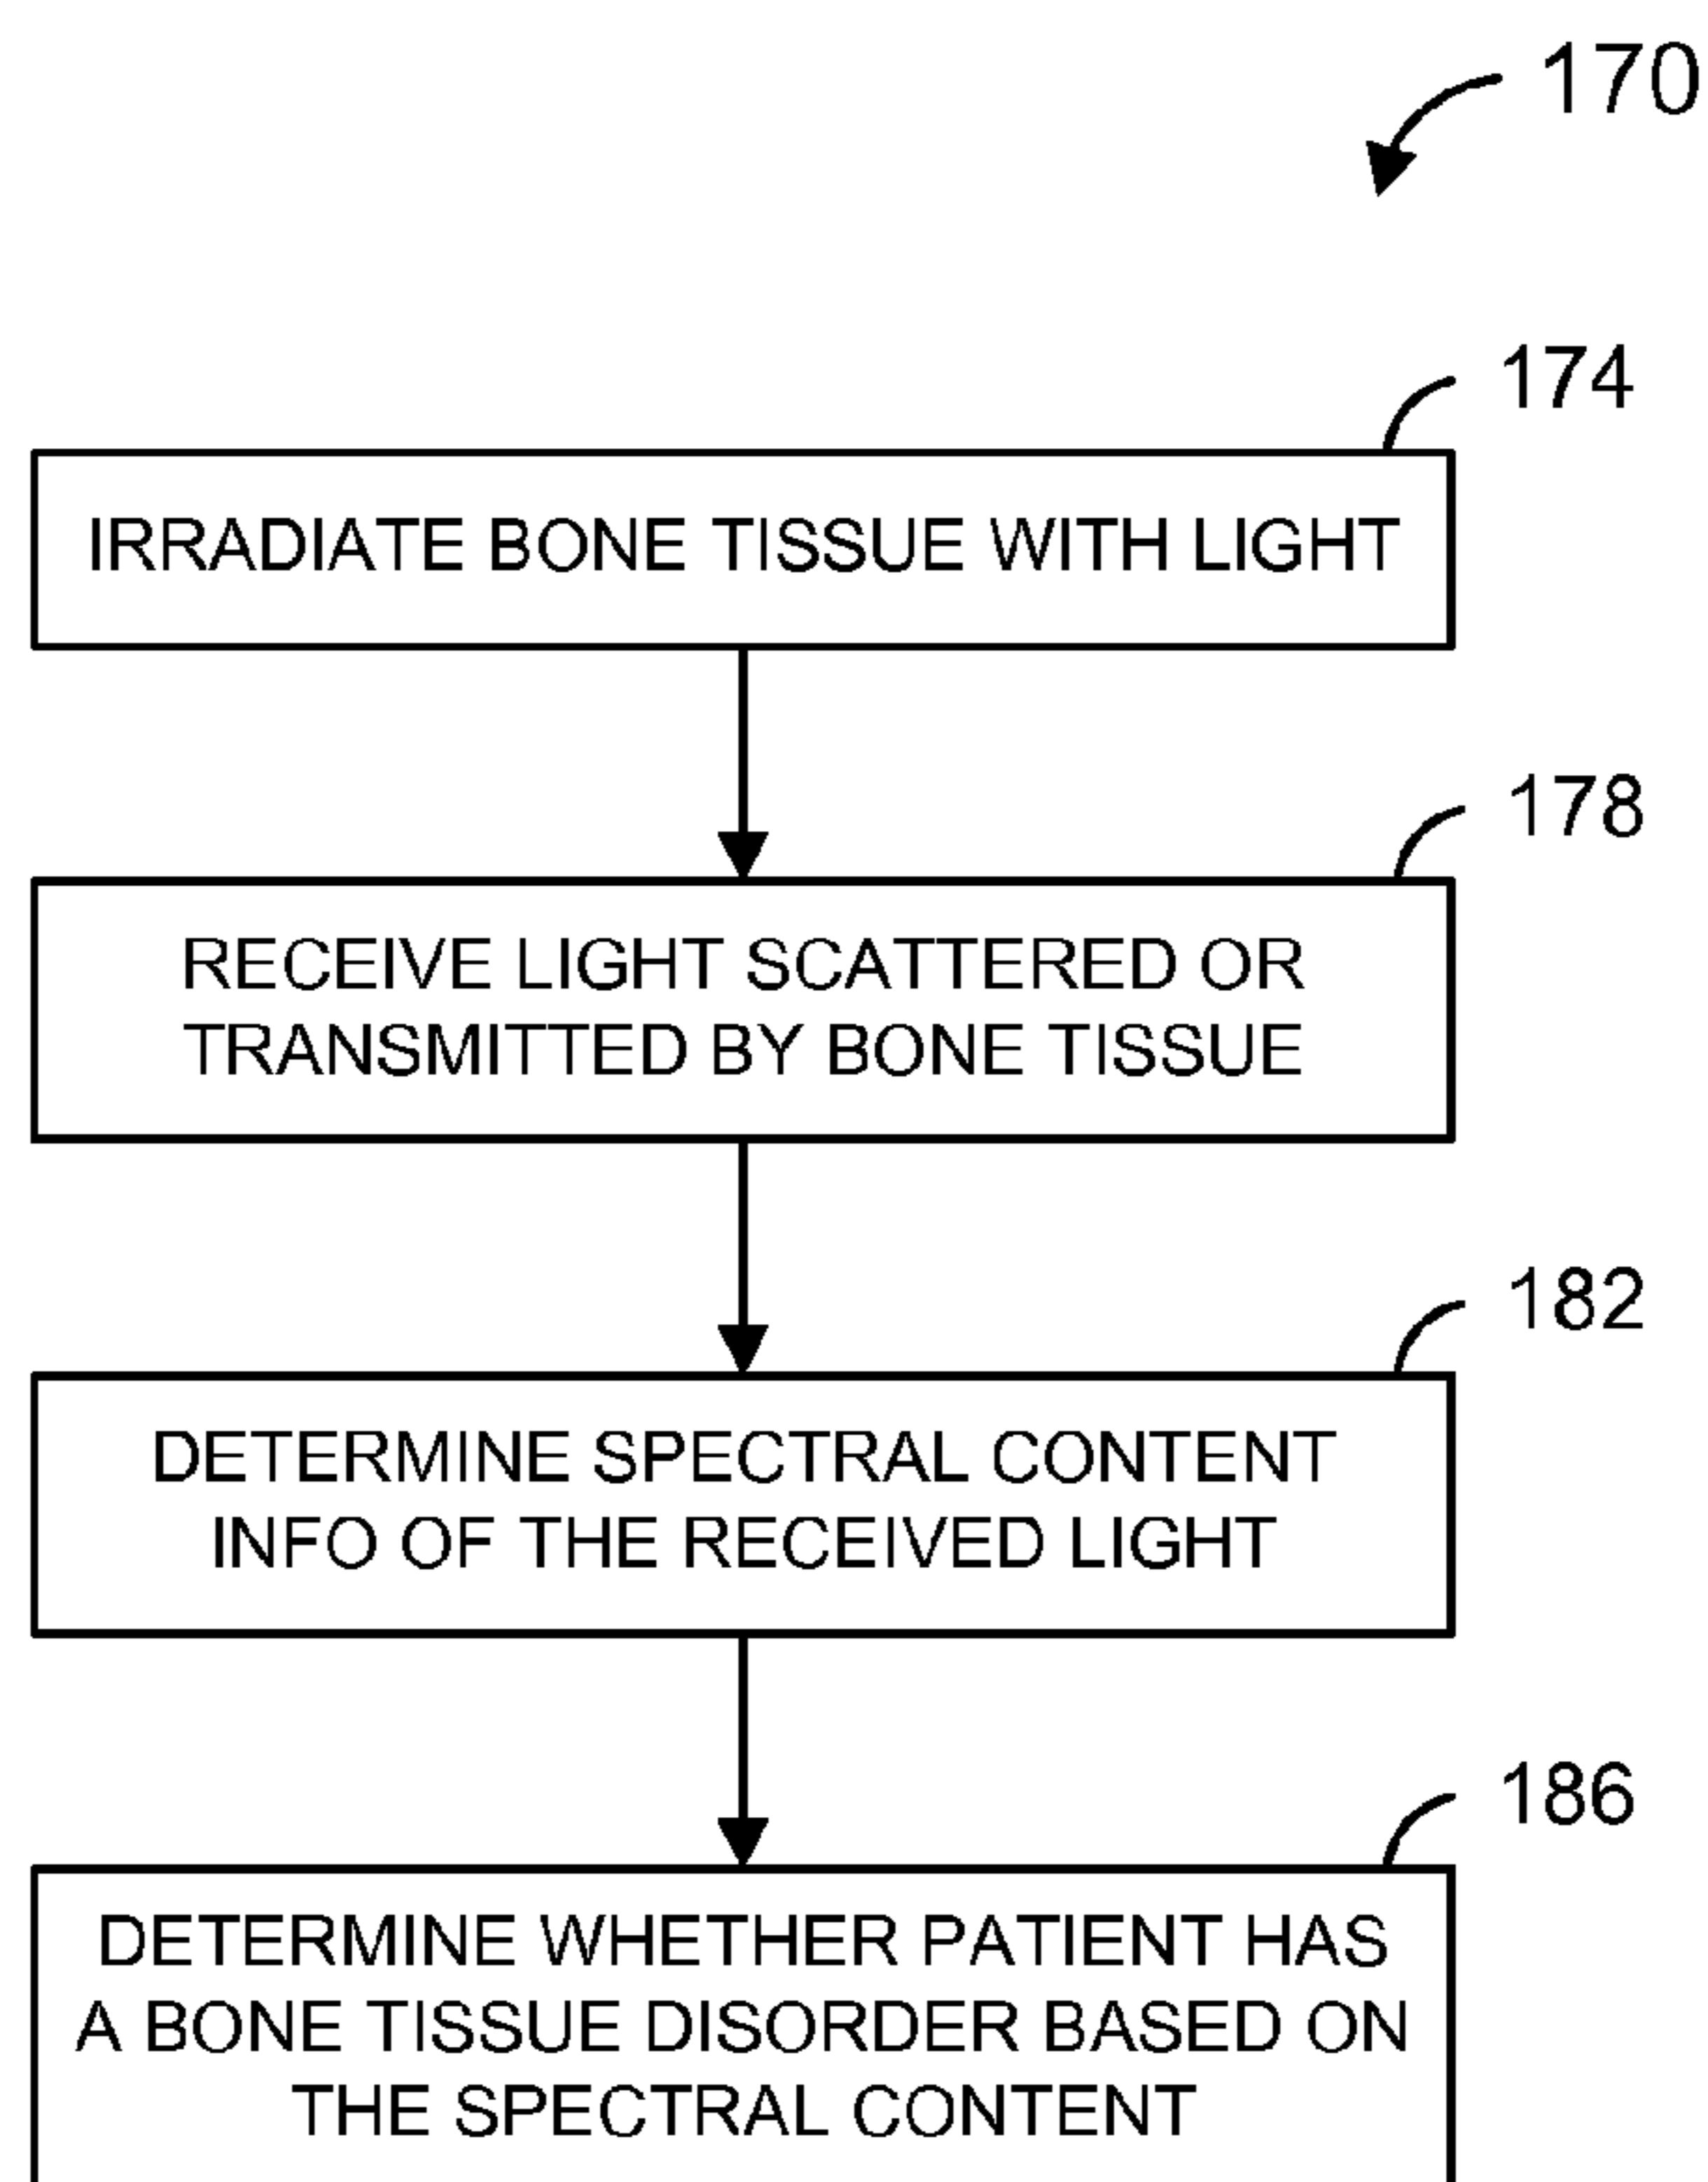 170
174
IRRADIATE BONE TISSUE WITH LIGHT
178
RECEIVE LIGHT SCATTERED OR
TRANSMITTED BY BONE TISSUE
182
DETERMINE SPECTRAL CONTENT
INFO OF THE RECEIVED LIGHT
186
DETERMINE WHETHER PATIENT HAS
A BONE TISSUE DISORDER BASED ON
THE SPECTRAL CONTENT